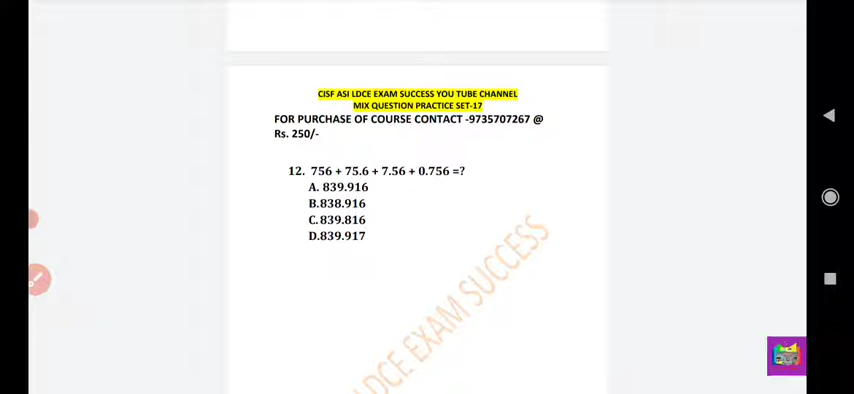 CISF ASI LDCE EXAM SUCCESS YOU TUBE CHANNEL
MIX QUESTION PRACTICE SET-17
FOR PURCHASE OF COURSE CONTACT -9735707267 @
Rs. 250/-
12. 756 + 75.6 + 7.56 + 0.756 =?
A. 839.916
B.838.916
C.839.816
D.839.917
LDCE EXAM SUCCESS